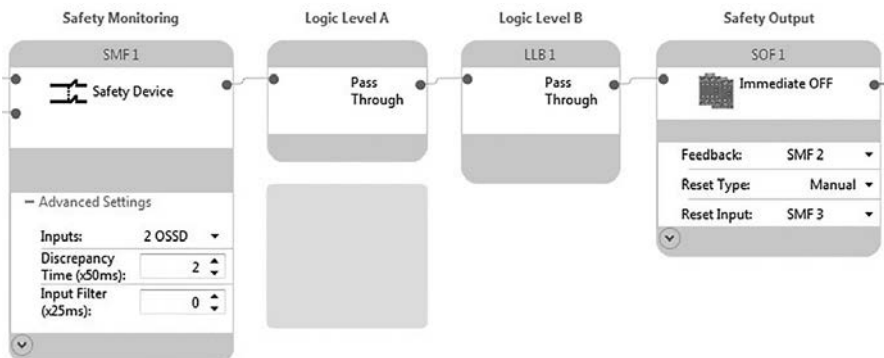 Safety Monitoring
Logic Level A
Logic Level B
Safety Output
SMF 1
Safety Device
− Advanced Settings
Inputs: 2 OSSD
Discrepancy
Time (x50ms): 2
Input Filter
(x25ms): 0
Pass
Through
LLB 1
Pass
Through
SOF 1
Immediate OFF
Feedback: SMF 2
Reset Type: Manual
Reset Input: SMF 3